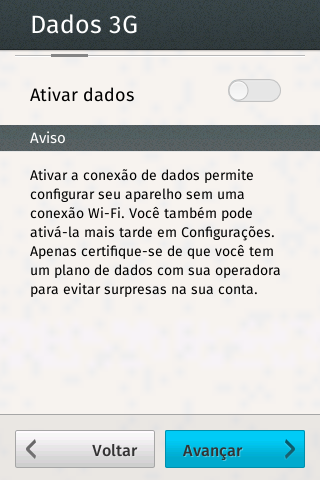 Dados 3G
Ativar dados
Aviso
Ativar a conexão de dados permite
configurar seu aparelho sem uma
conexão Wi-Fi. Você também pode
ativá-la mais tarde em Configurações.
Apenas certifique-se de que você tem
um plano de dados com sua operadora
para evitar surpresas na sua conta.
Voltar
Avançar